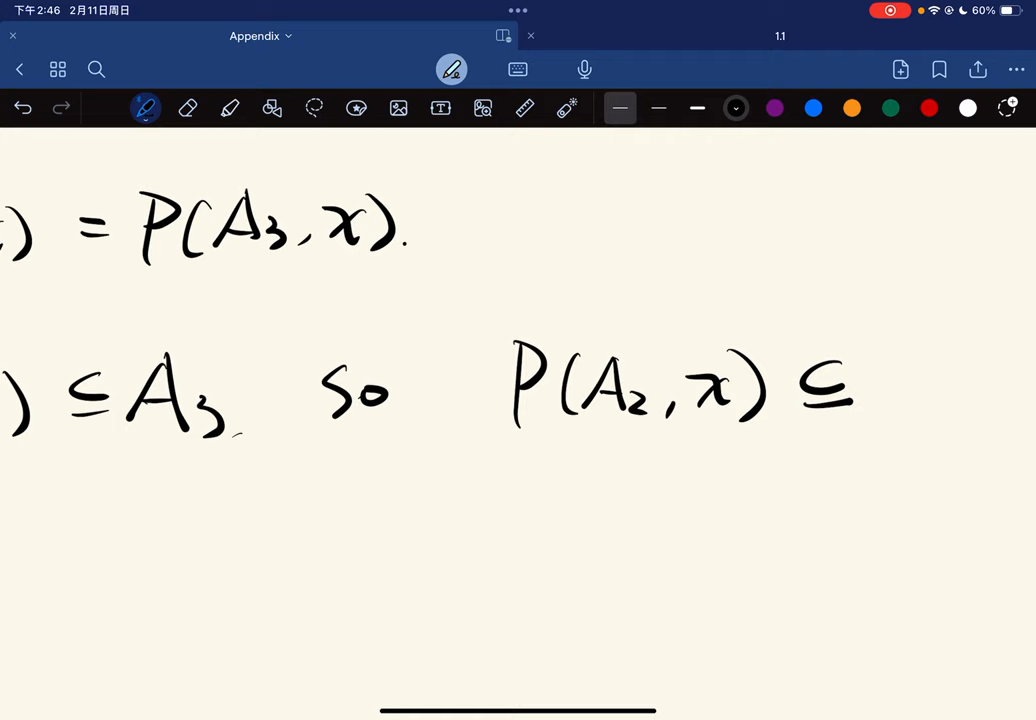 下午2:46 2月11日周日 60%
Appendix 1.1
) = P(A₃, x).
) ⊆ A₃, so P(A₂, x) ⊆